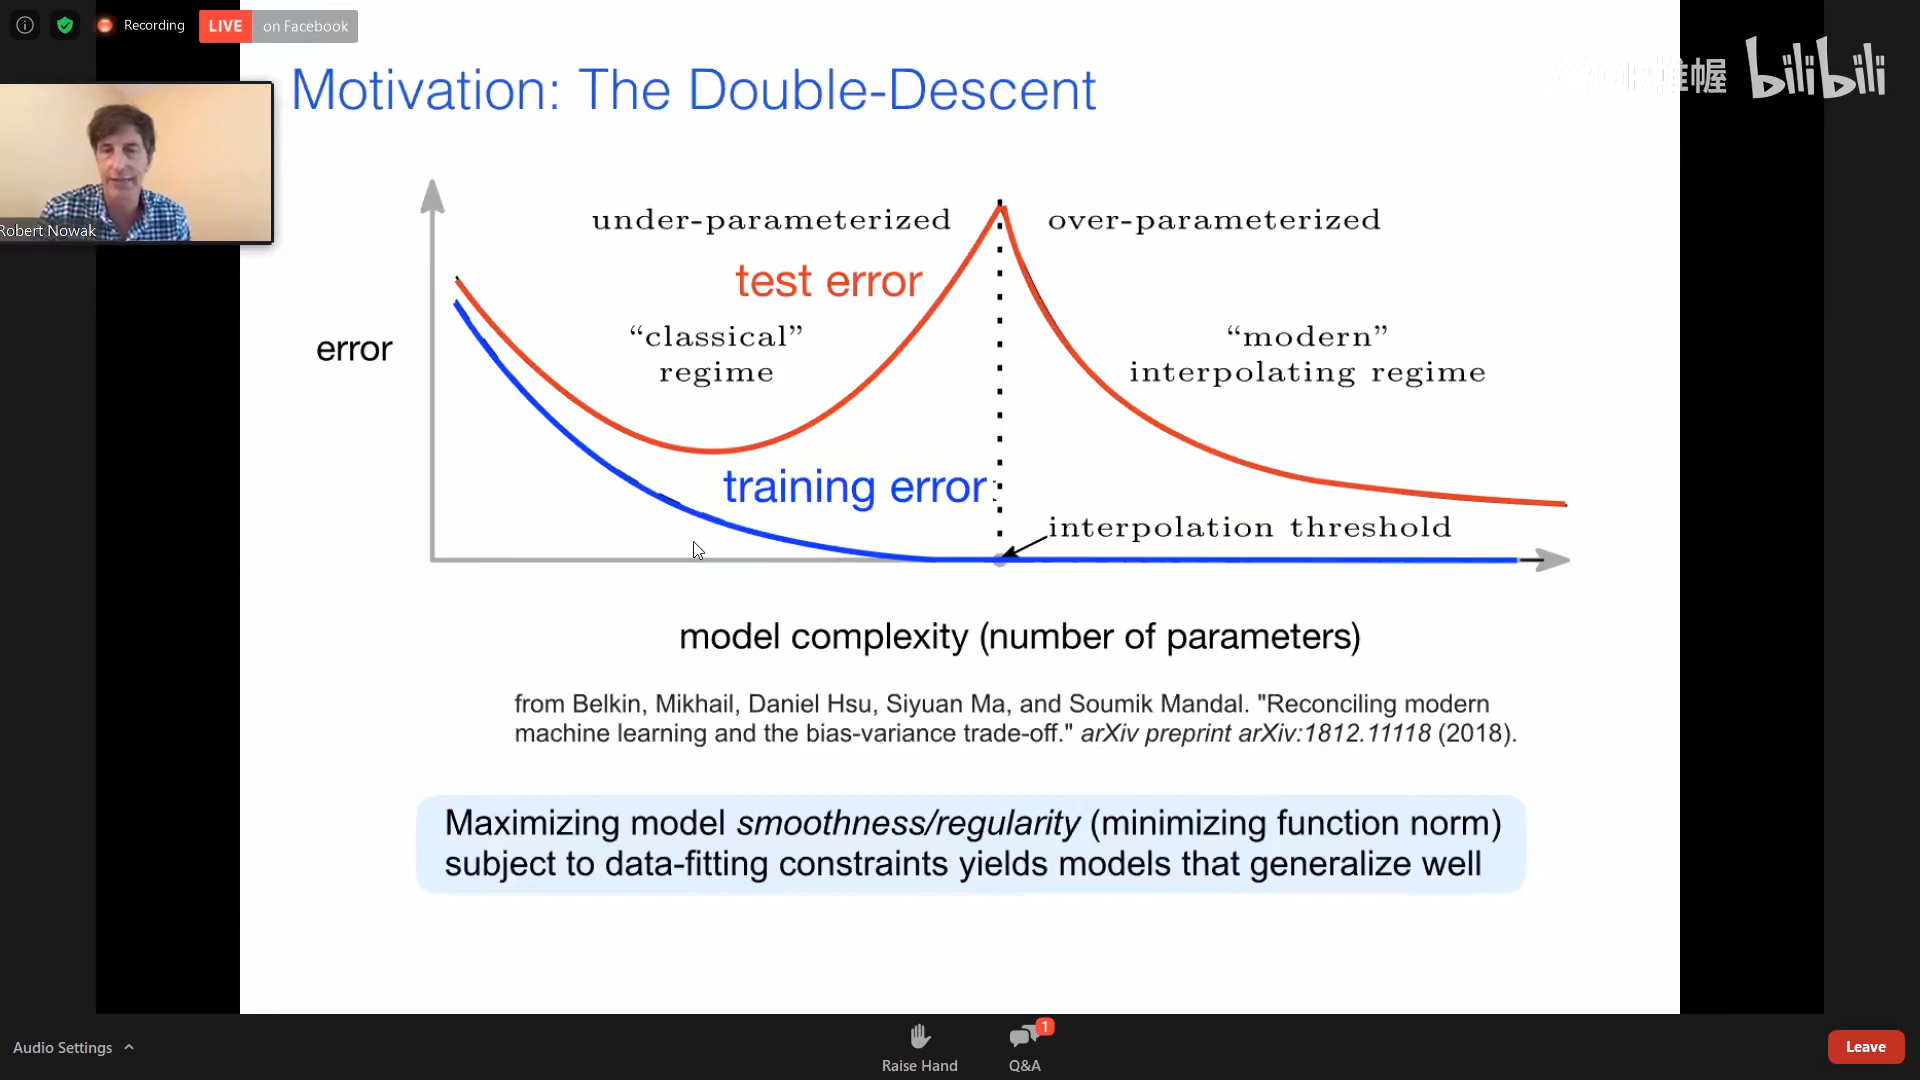 Recording
LIVE on Facebook
Motivation: The Double-Descent
bilibili
Robert Nowak
under-parameterized
over-parameterized
test error
error
“classical”
regime
“modern”
interpolating regime
training error
interpolation threshold
model complexity (number of parameters)
from Belkin, Mikhail, Daniel Hsu, Siyuan Ma, and Soumik Mandal. "Reconciling modern
machine learning and the bias-variance trade-off." arXiv preprint arXiv:1812.11118 (2018).
Maximizing model smoothness/regularity (minimizing function norm)
subject to data-fitting constraints yields models that generalize well
Audio Settings
Raise Hand
1
Q&A
Leave